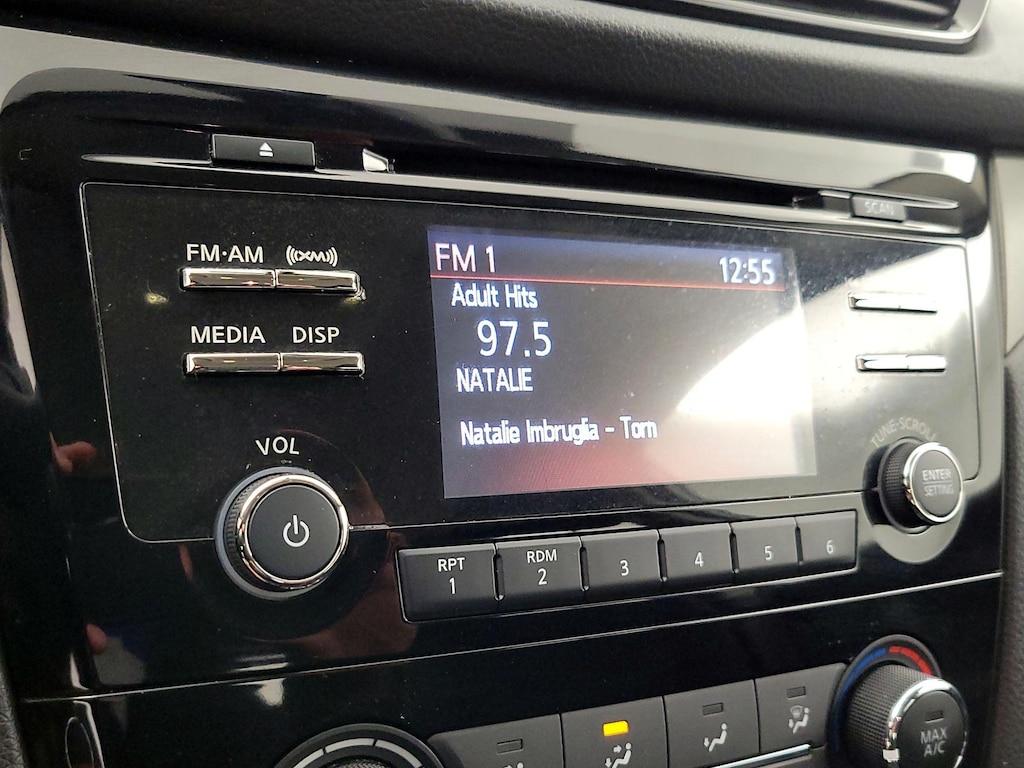 SCAN
FM·AM (((XM)))
FM 1 12:55
Adult Hits
MEDIA DISP
97.5
NATALIE
Natalie Imbruglia - Torn
VOL
TUNE·SCROLL
ENTER
SETTING
RPT
1
RDM
2
3
4
5
6
MAX
A/C